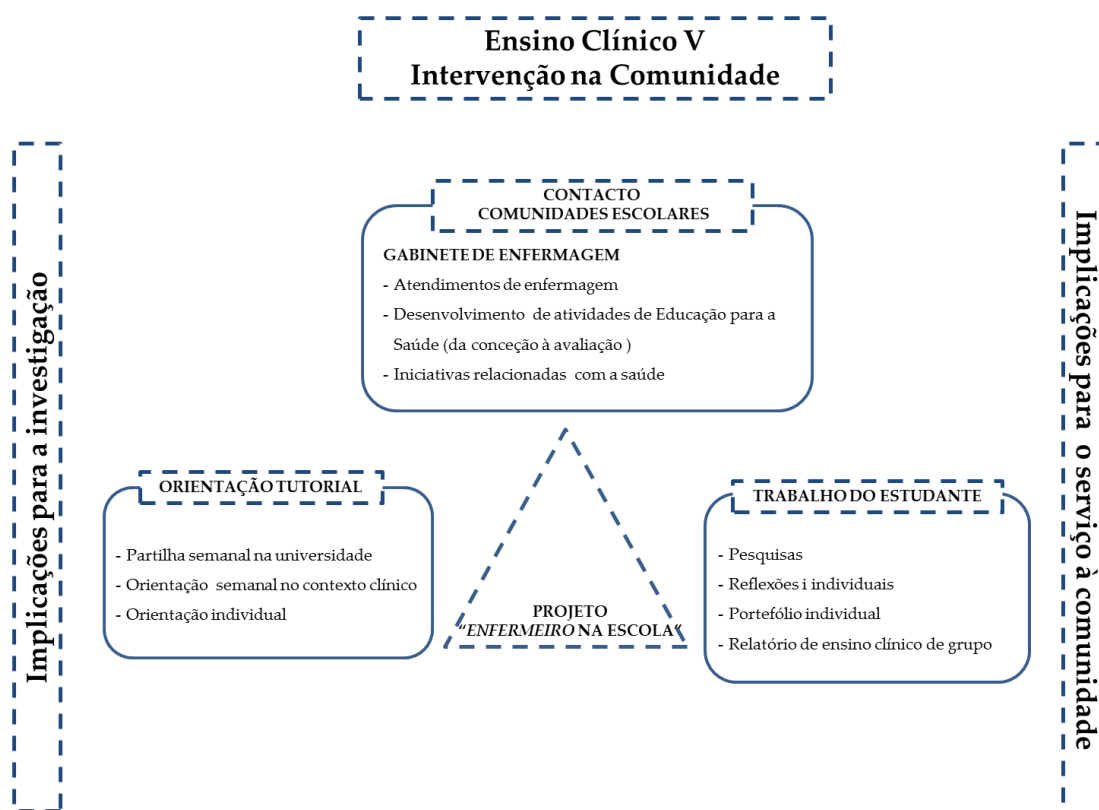 Ensino Clínico V
Intervenção na Comunidade
Implicações para a investigação
CONTACTO
COMUNIDADES ESCOLARES
GABINETE DE ENFERMAGEM
- Atendimentos de enfermagem
- Desenvolvimento de atividades de Educação para a
Saúde (da conceção à avaliação )
- Iniciativas relacionadas com a saúde
ORIENTAÇÃO TUTORIAL
- Partilha semanal na universidade
- Orientação semanal no contexto clínico
- Orientação individual
PROJETO
“ENFERMEIRO NA ESCOLA“
TRABALHO DO ESTUDANTE
- Pesquisas
- Reflexões i individuais
- Portefólio individual
- Relatório de ensino clínico de grupo
Implicações para o serviço à comunidade